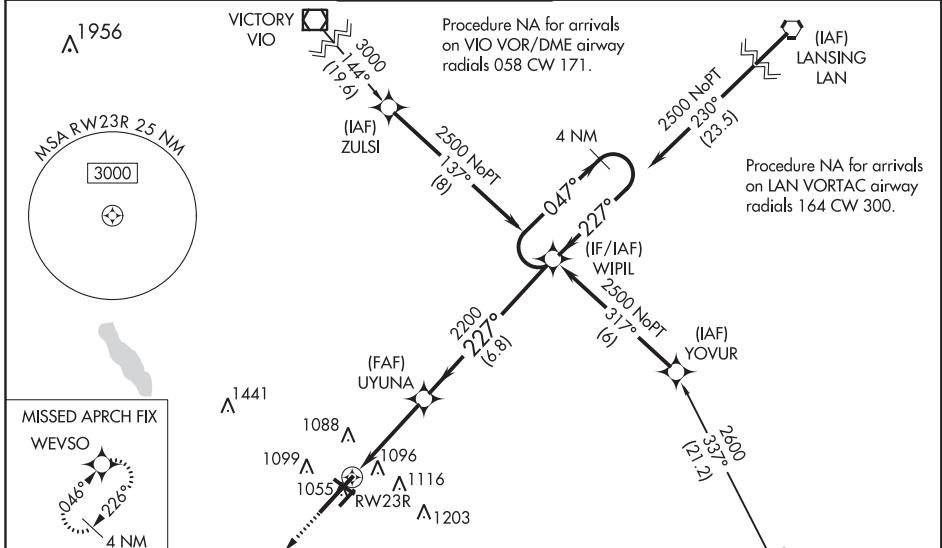 1956
VICTORY
VIO
3000
144°
(19.6)
Procedure NA for arrivals
on VIO VOR/DME airway
radials 058 CW 171.
(IAF)
LANSING
LAN
2500 NoPT
230°
(23.5)
MSA RW23R 25 NM
3000
(IAF)
ZULSI
2500 NoPT
137°
(8)
4 NM
047°
227°
Procedure NA for arrivals
on LAN VORTAC airway
radials 164 CW 300.
(IF/IAF)
WIPIL
2500 NoPT
317°
(6)
(IAF)
YOVUR
2200
227°
(6.8)
(FAF)
UYUNA
2600
337°
(21.2)
1441
1088
1099
1096
1055
1116
RW23R
1203
MISSED APRCH FIX
WEVSO
046°
226°
4 NM